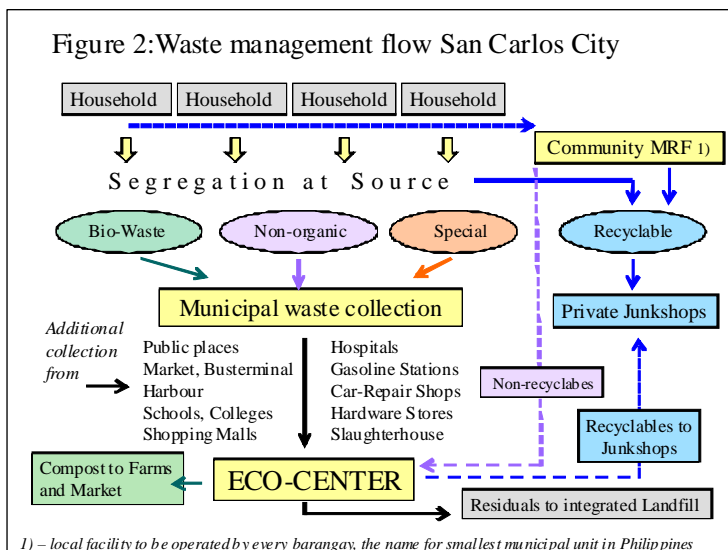 Figure 2:Waste management flow San Carlos City
Household Household Household Household
Community MRF 1)
Segregation at Source
Bio-Waste Non-organic Special Recyclable
Municipal waste collection
Private Junkshops
Additional
collection
from
Public places
Market, Busterminal
Harbour
Schools, Colleges
Shopping Malls
Hospitals
Gasoline Stations
Car-Repair Shops
Hardware Stores
Slaughterhouse
Non-recyclabes
Recyclables to
Junkshops
Compost to Farms
and Market
ECO-CENTER
Residuals to integrated Landfill
1) – local facility to be operated by every barangay, the name for smallest municipal unit in Philippines